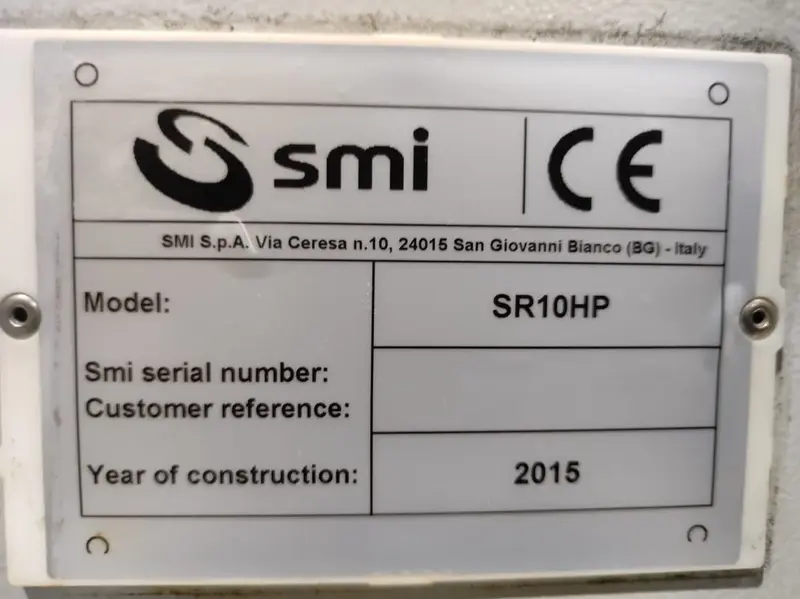 smi CE
SMI S.p.A. Via Ceresa n.10, 24015 San Giovanni Bianco (BG) - Italy
Model: SR10HP
Smi serial number:
Customer reference:
Year of construction: 2015